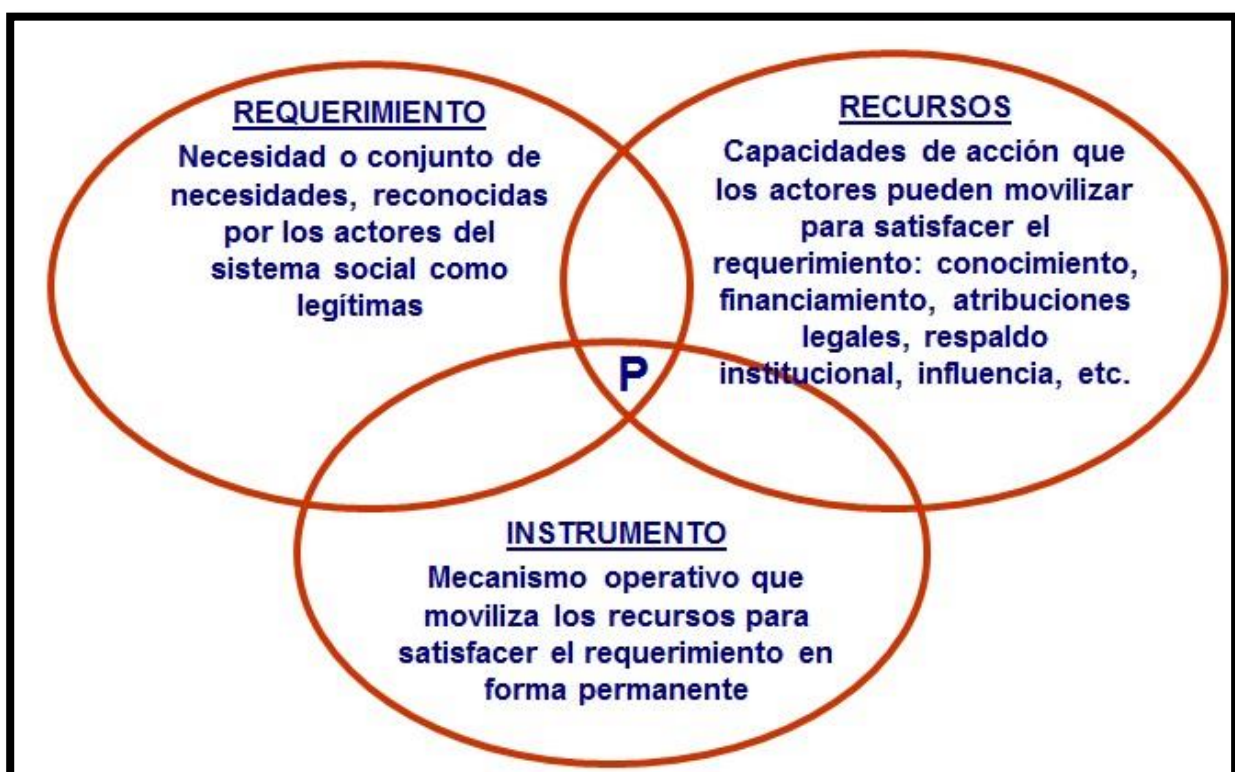 REQUERIMIENTO
Necesidad o conjunto de
necesidades, reconocidas
por los actores del
sistema social como
legítimas
RECURSOS
Capacidades de acción que
los actores pueden movilizar
para satisfacer el
requerimiento: conocimiento,
financiamiento, atribuciones
legales, respaldo
institucional, influencia, etc.
P
INSTRUMENTO
Mecanismo operativo que
moviliza los recursos para
satisfacer el requerimiento en
forma permanente